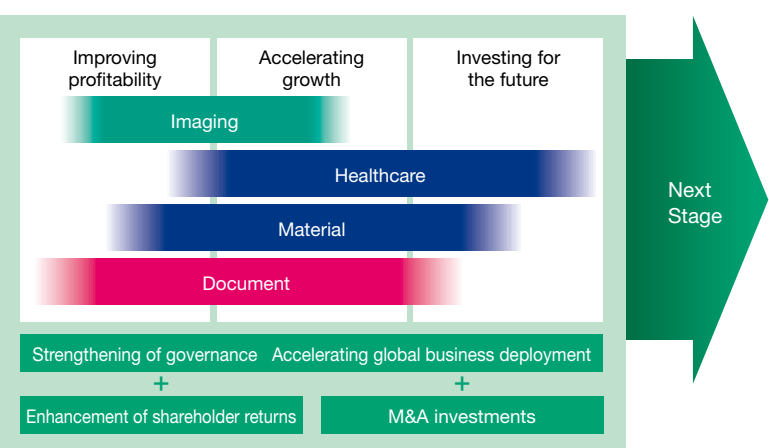 Improving
profitability
Accelerating
growth
Investing for
the future
Imaging
Healthcare
Material
Document
Next
Stage
Strengthening of governance Accelerating global business deployment
+ +
Enhancement of shareholder returns M&A investments